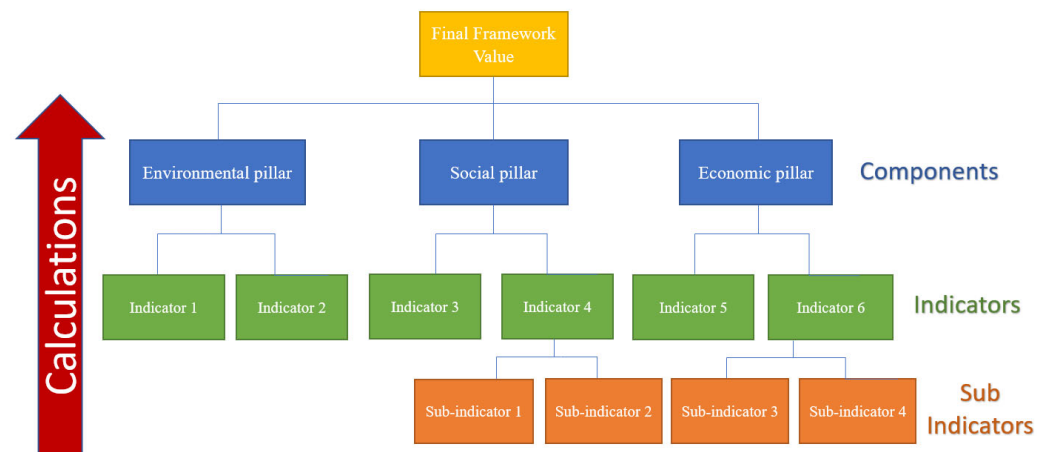 Final Framework
Value
Calculations
Environmental pillar
Social pillar
Economic pillar
Components
Indicator 1
Indicator 2
Indicator 3
Indicator 4
Indicator 5
Indicator 6
Indicators
Sub-indicator 1
Sub-indicator 2
Sub-indicator 3
Sub-indicator 4
Sub
Indicators